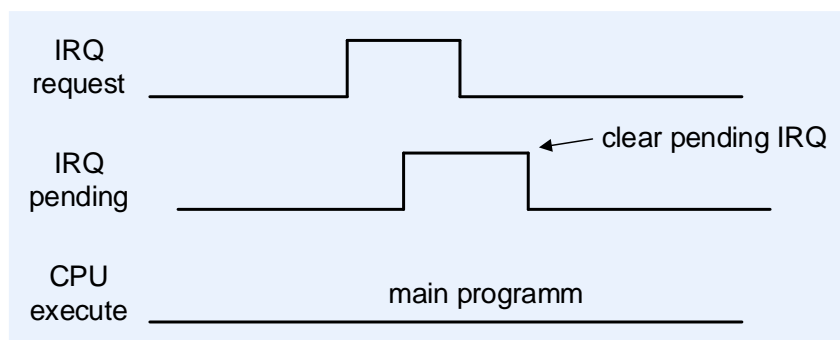 IRQ
request
clear pending IRQ
IRQ
pending
CPU
execute
main programm